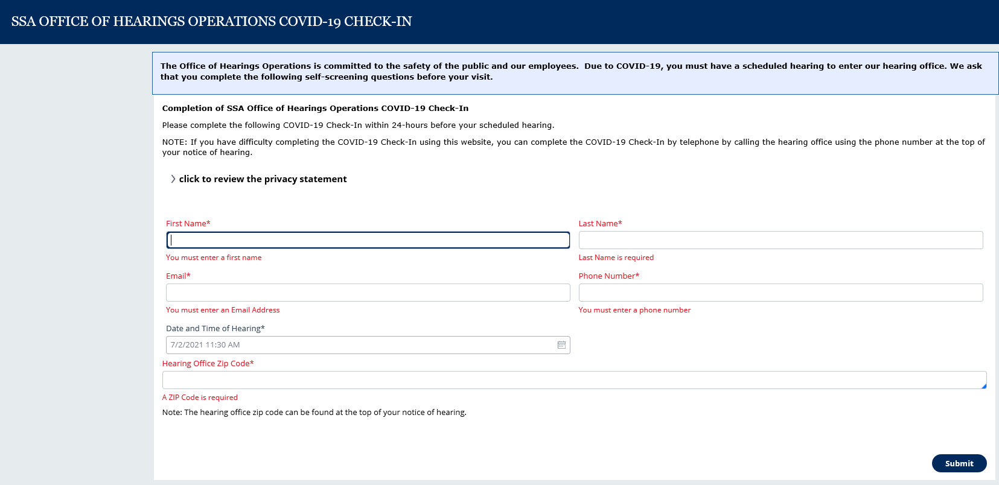 SSA OFFICE OF HEARINGS OPERATIONS COVID-19 CHECK-IN
The Office of Hearings Operations is committed to the safety of the public and our employees.  Due to COVID-19, you must have a scheduled hearing to enter our hearing office. We ask
that you complete the following self-screening questions before your visit.
Completion of SSA Office of Hearings Operations COVID-19 Check-In
Please complete the following COVID-19 Check-In within 24-hours before your scheduled hearing.
NOTE: If you have difficulty completing the COVID-19 Check-In using this website, you can complete the COVID-19 Check-In by telephone by calling the hearing office using the phone number at the top of
your notice of hearing.
click to review the privacy statement
First Name*
Last Name*
You must enter a first name
Last Name is required
Email*
Phone Number*
You must enter an Email Address
You must enter a phone number
Date and Time of Hearing*
7/2/2021 11:30 AM
Hearing Office Zip Code*
A ZIP Code is required
Note: The hearing office zip code can be found at the top of your notice of hearing.
Submit